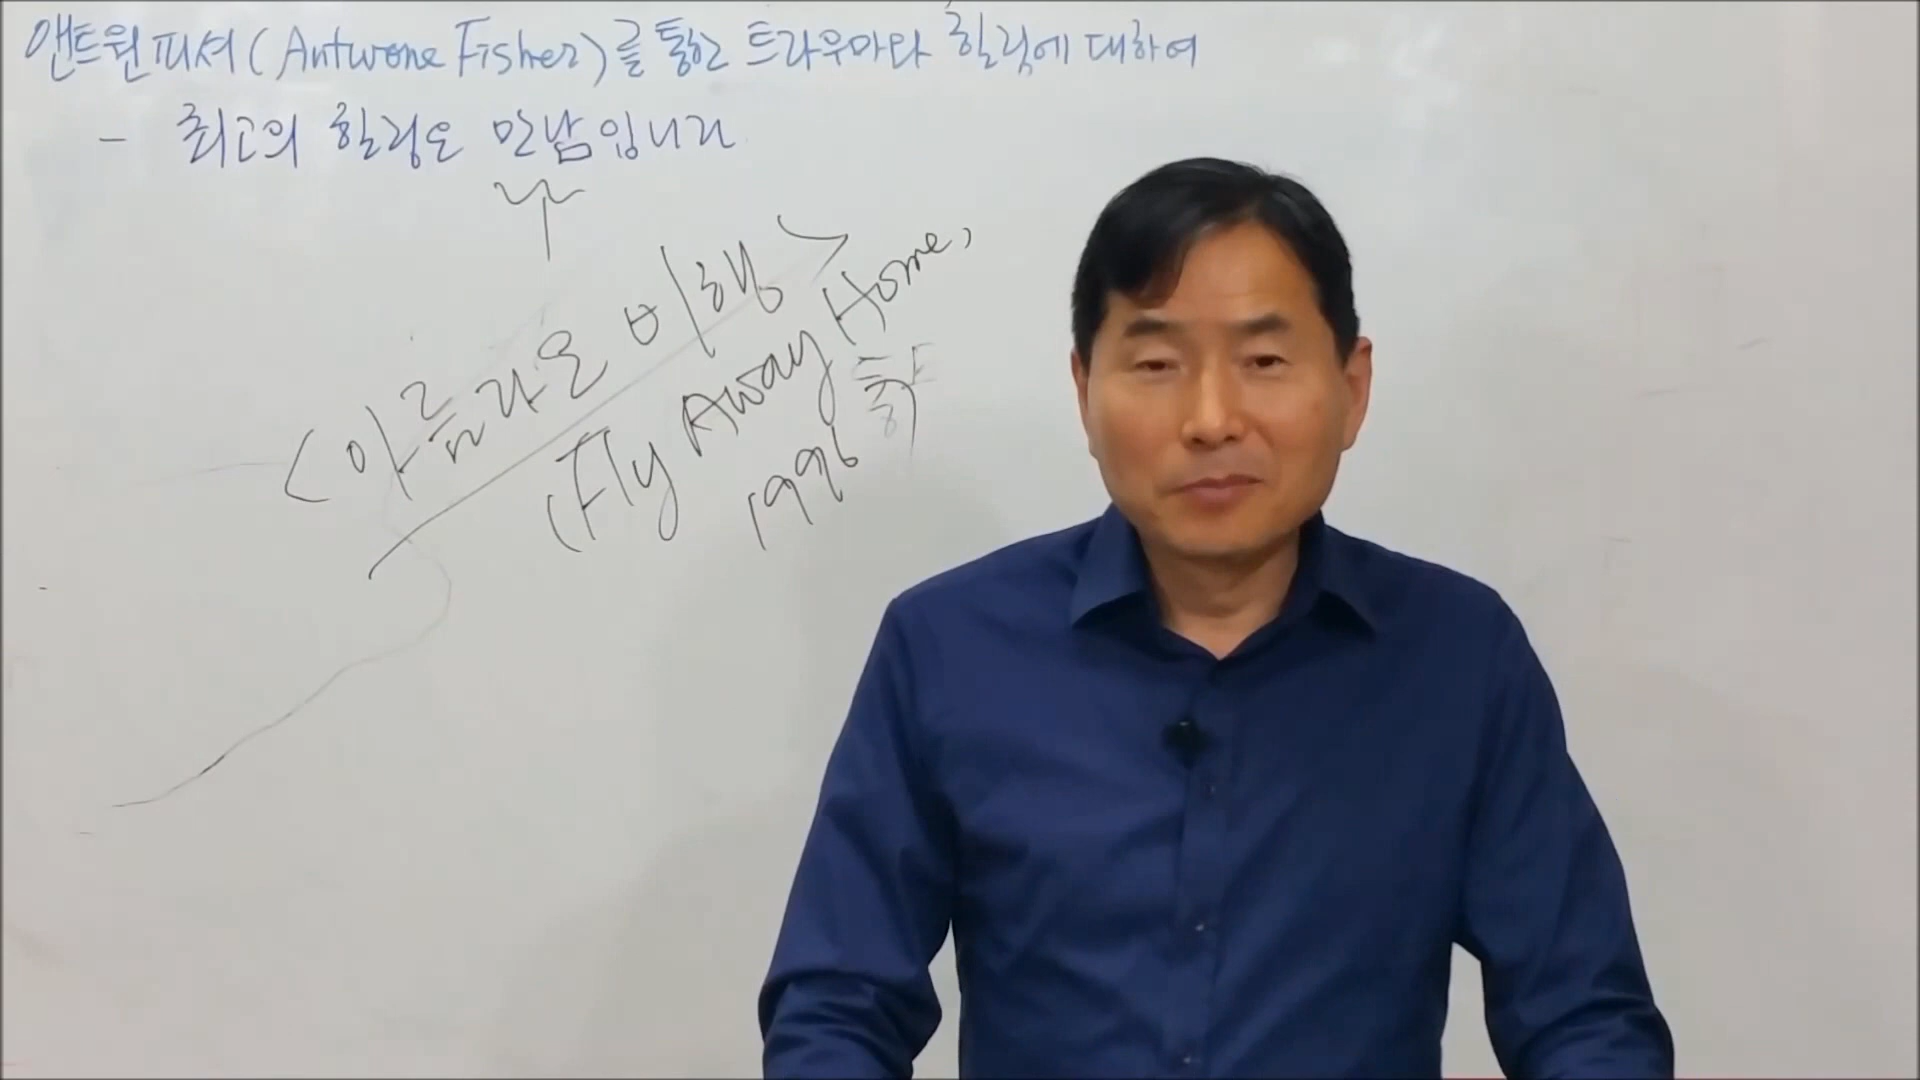 앤트원 피셔(Antwone Fisher)를 통한 트라우마와 힐링에 대하여
- 최고의 힐링은 만남입니다
<아름다운 비행>
(Fly Away Home,
1996